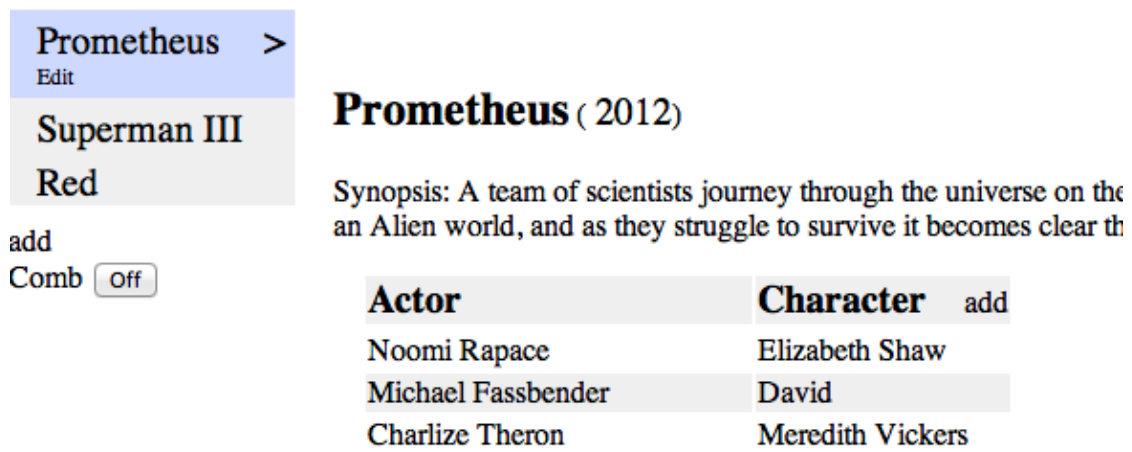 Prometheus >
Edit
Superman III
Red
add
Comb Off
Prometheus ( 2012)
Synopsis: A team of scientists journey through the universe on the
an Alien world, and as they struggle to survive it becomes clear th
Actor Character add
Noomi Rapace Elizabeth Shaw
Michael Fassbender David
Charlize Theron Meredith Vickers